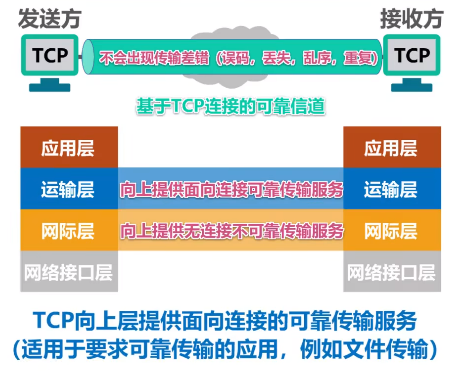 发送方
接收方
TCP
不会出现传输差错(误码，丢失，乱序，重复)
TCP
基于TCP连接的可靠信道
应用层
应用层
运输层
向上提供面向连接可靠传输服务
运输层
网际层
向上提供无连接不可靠传输服务
网际层
网络接口层
网络接口层
TCP向上层提供面向连接的可靠传输服务
（适用于要求可靠传输的应用，例如文件传输）